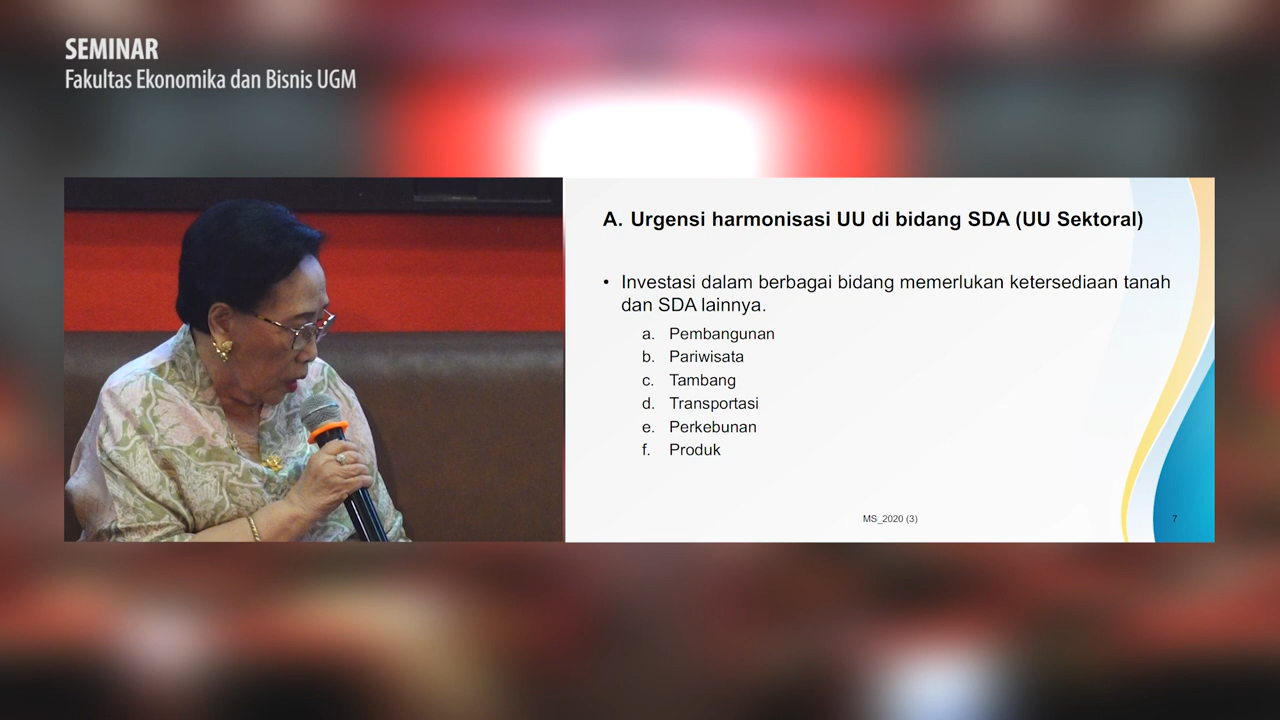 SEMINAR
Fakultas Ekonomika dan Bisnis UGM
A. Urgensi harmonisasi UU di bidang SDA (UU Sektoral)
• Investasi dalam berbagai bidang memerlukan ketersediaan tanah
dan SDA lainnya.
a. Pembangunan
b. Pariwisata
c. Tambang
d. Transportasi
e. Perkebunan
f. Produk
MS_2020 (3)
7